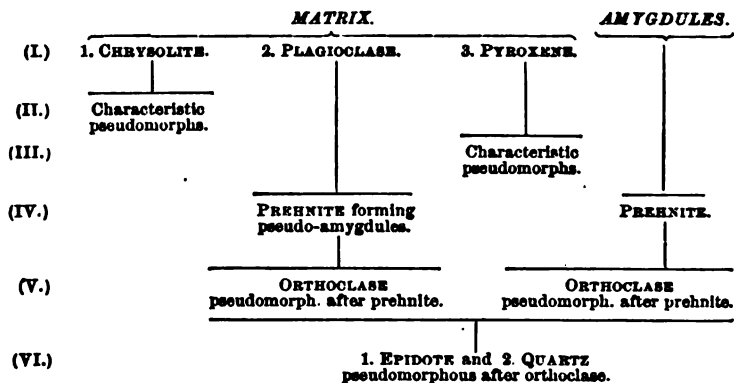 MATRIX. AMYGDULES.
(I.) 1. CHRYSOLITE. 2. PLAGIOCLASE. 3. PYROXENE.
(II.) Characteristic
pseudomorphs.
(III.) Characteristic
pseudomorphs.
(IV.) PREHNITE forming PREHNITE.
pseudo-amygdules.
(V.) ORTHOCLASE ORTHOCLASE
pseudomorph. after prehnite. pseudomorph. after prehnite.
(VI.) 1. EPIDOTE and 2. QUARTZ
pseudomorphous after orthoclase.